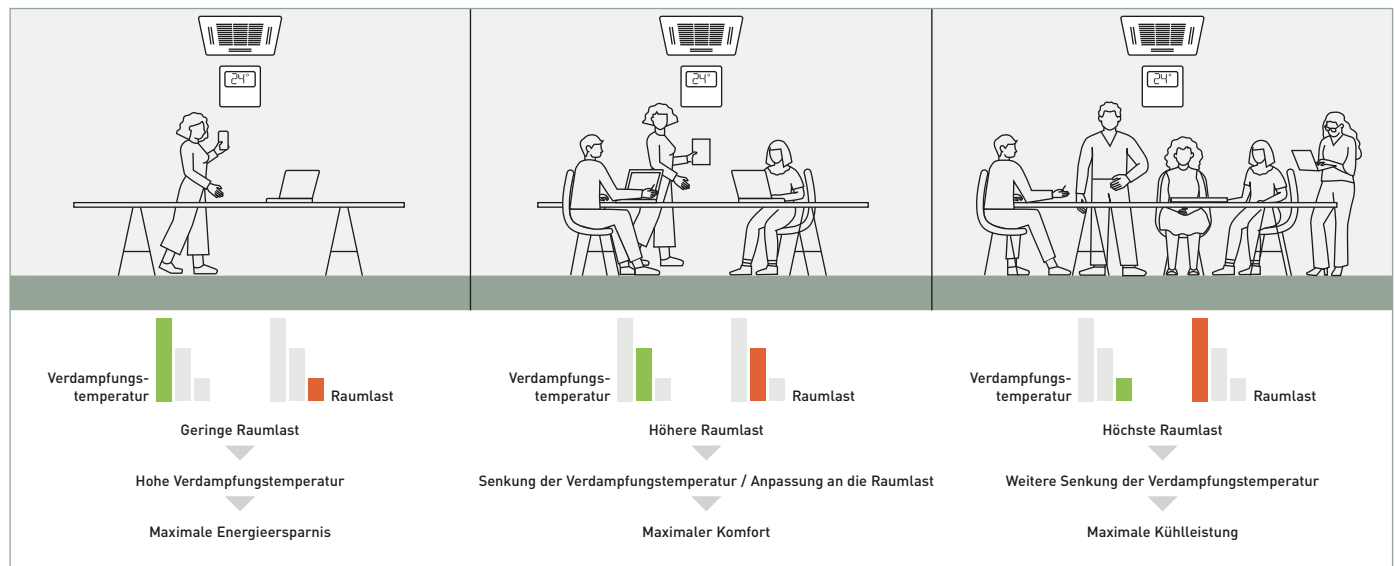 24°
24°
24°
Verdampfungs-
temperatur
Raumlast
Geringe Raumlast
Hohe Verdampfungstemperatur
Maximale Energieersparnis
Verdampfungs-
temperatur
Raumlast
Höhere Raumlast
Senkung der Verdampfungstemperatur / Anpassung an die Raumlast
Maximaler Komfort
Verdampfungs-
temperatur
Raumlast
Höchste Raumlast
Weitere Senkung der Verdampfungstemperatur
Maximale Kühlleistung